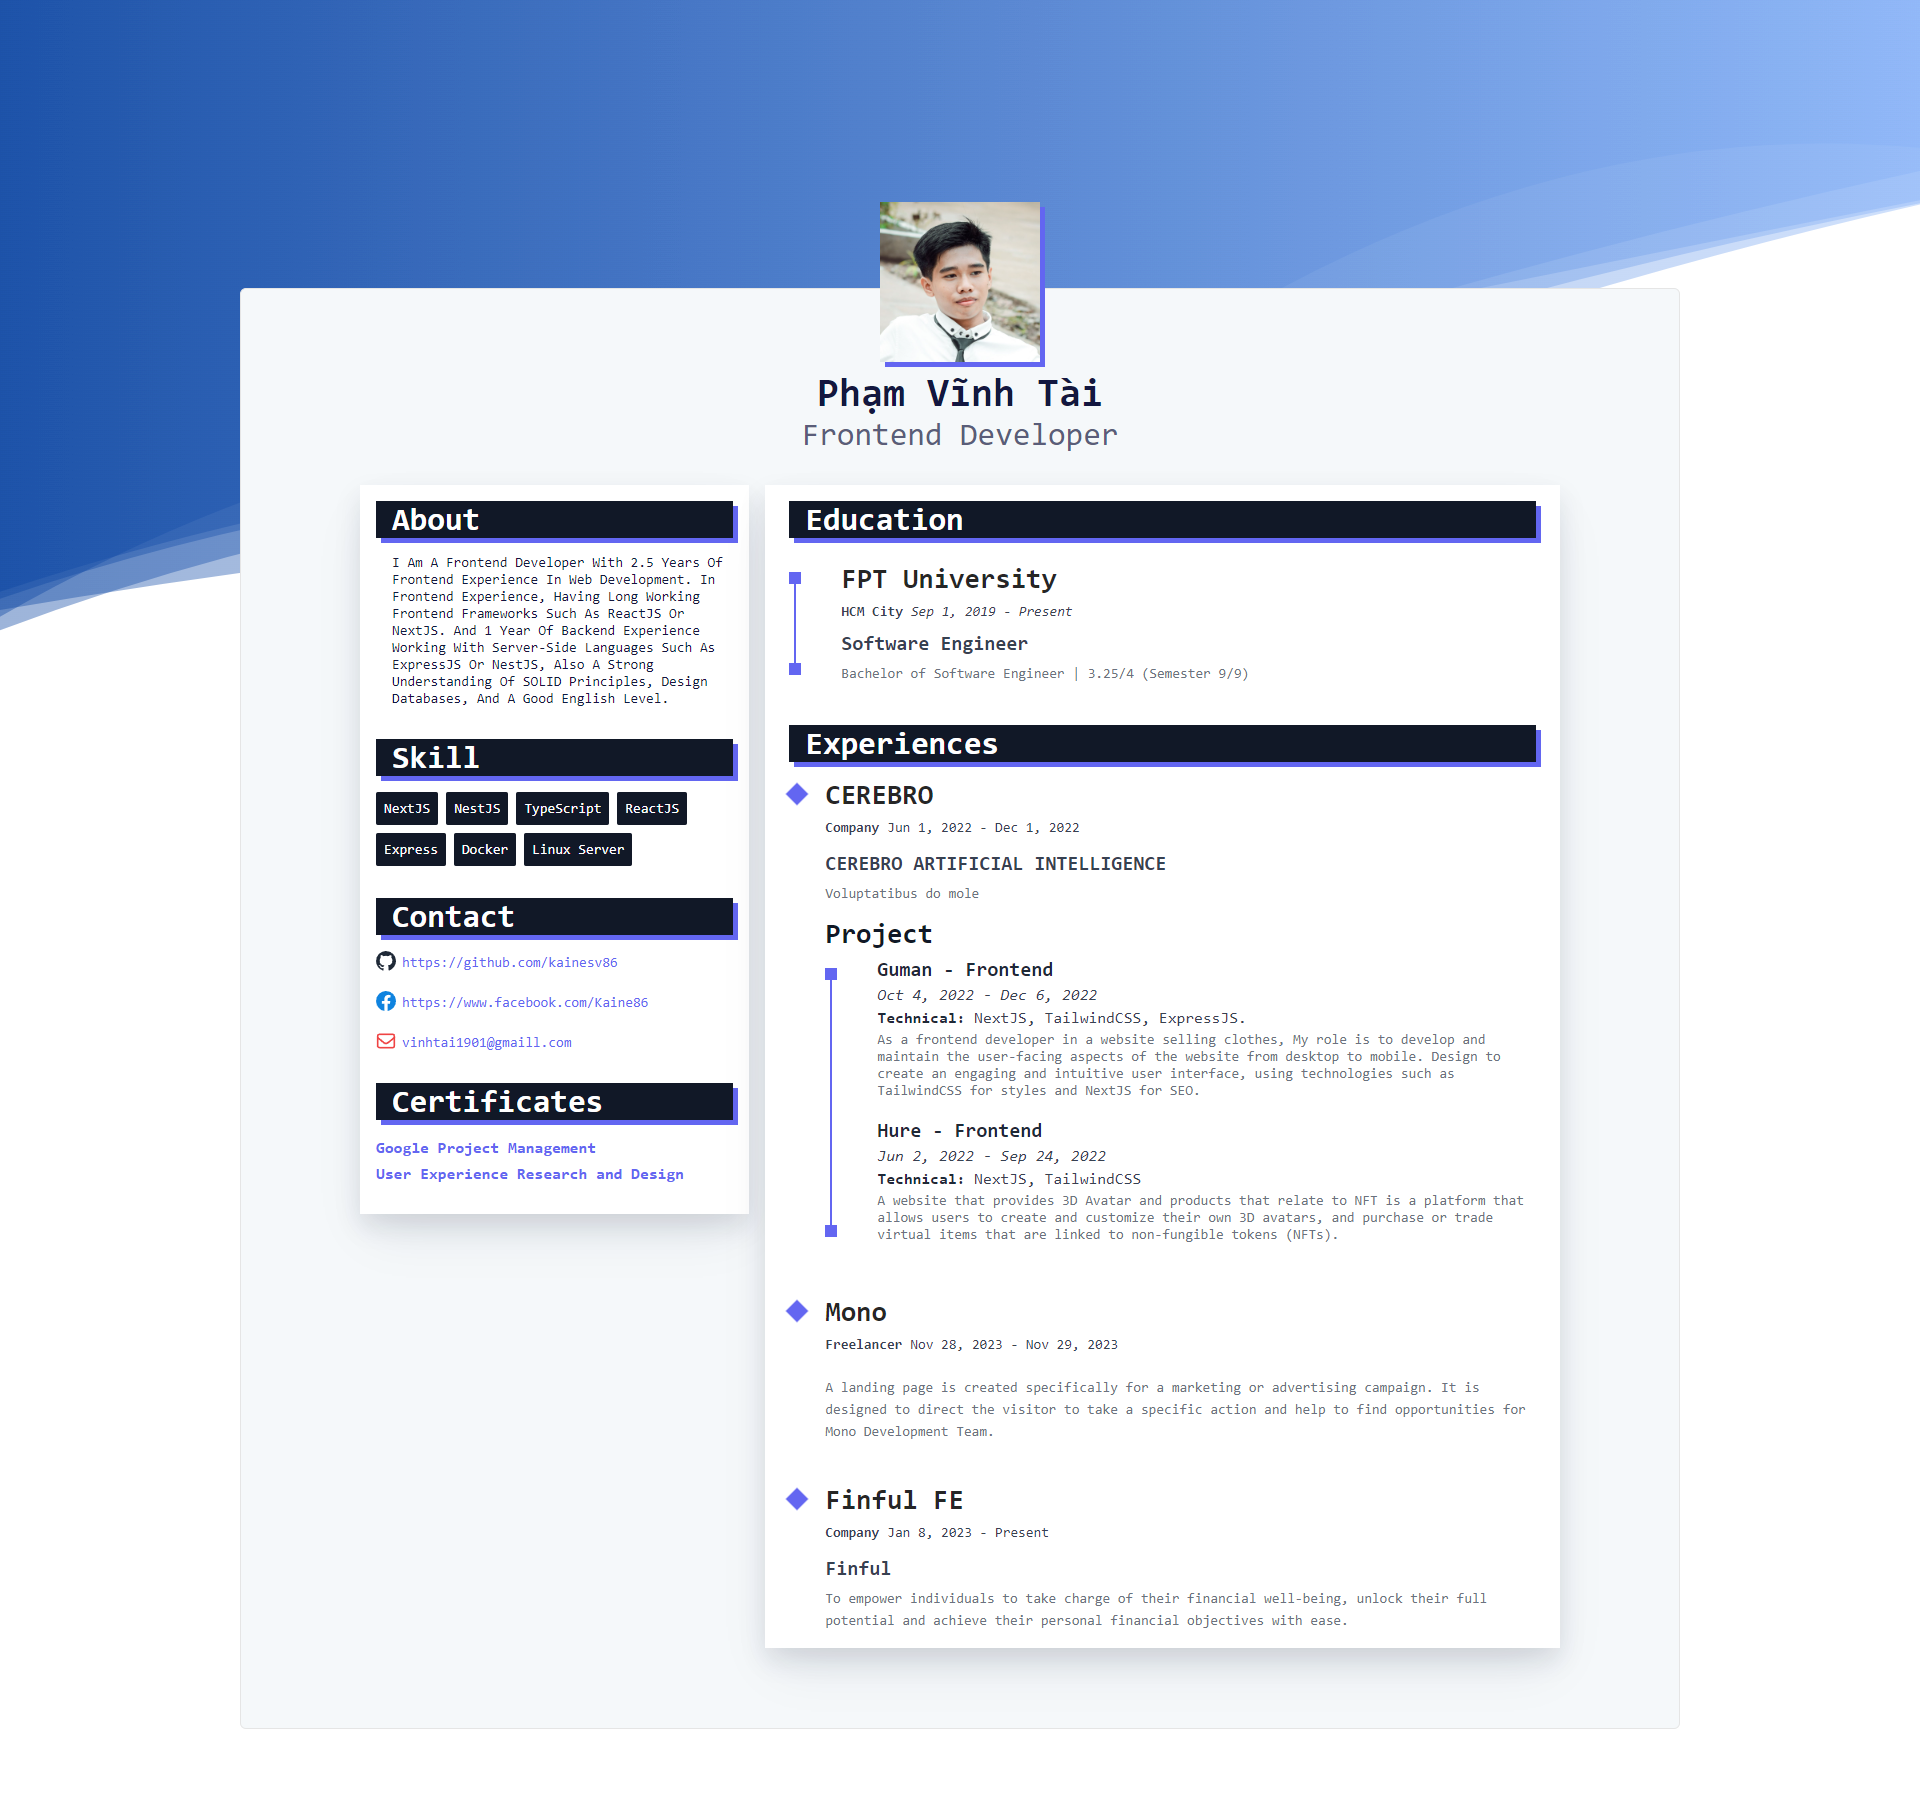 Phạm Vĩnh Tài
Frontend Developer
About
I Am A Frontend Developer With 2.5 Years Of
Frontend Experience In Web Development. In
Frontend Experience, Having Long Working
Frontend Frameworks Such As ReactJS Or
NextJS. And 1 Year Of Backend Experience
Working With Server-Side Languages Such As
ExpressJS Or NestJS, Also A Strong
Understanding Of SOLID Principles, Design
Databases, And A Good English Level.
Skill
NextJS NestJS TypeScript ReactJS
Express Docker Linux Server
Contact
https://github.com/kainesv86
https://www.facebook.com/Kaine86
vinhtai1901@gmaill.com
Certificates
Google Project Management
User Experience Research and Design
Education
FPT University
HCM City Sep 1, 2019 - Present
Software Engineer
Bachelor of Software Engineer | 3.25/4 (Semester 9/9)
Experiences
CEREBRO
Company Jun 1, 2022 - Dec 1, 2022
CEREBRO ARTIFICIAL INTELLIGENCE
Voluptatibus do mole
Project
Guman - Frontend
Oct 4, 2022 - Dec 6, 2022
Technical: NextJS, TailwindCSS, ExpressJS.
As a frontend developer in a website selling clothes, My role is to develop and
maintain the user-facing aspects of the website from desktop to mobile. Design to
create an engaging and intuitive user interface, using technologies such as
TailwindCSS for styles and NextJS for SEO.
Hure - Frontend
Jun 2, 2022 - Sep 24, 2022
Technical: NextJS, TailwindCSS
A website that provides 3D Avatar and products that relate to NFT is a platform that
allows users to create and customize their own 3D avatars, and purchase or trade
virtual items that are linked to non-fungible tokens (NFTs).
Mono
Freelancer Nov 28, 2023 - Nov 29, 2023
A landing page is created specifically for a marketing or advertising campaign. It is
designed to direct the visitor to take a specific action and help to find opportunities for
Mono Development Team.
Finful FE
Company Jan 8, 2023 - Present
Finful
To empower individuals to take charge of their financial well-being, unlock their full
potential and achieve their personal financial objectives with ease.